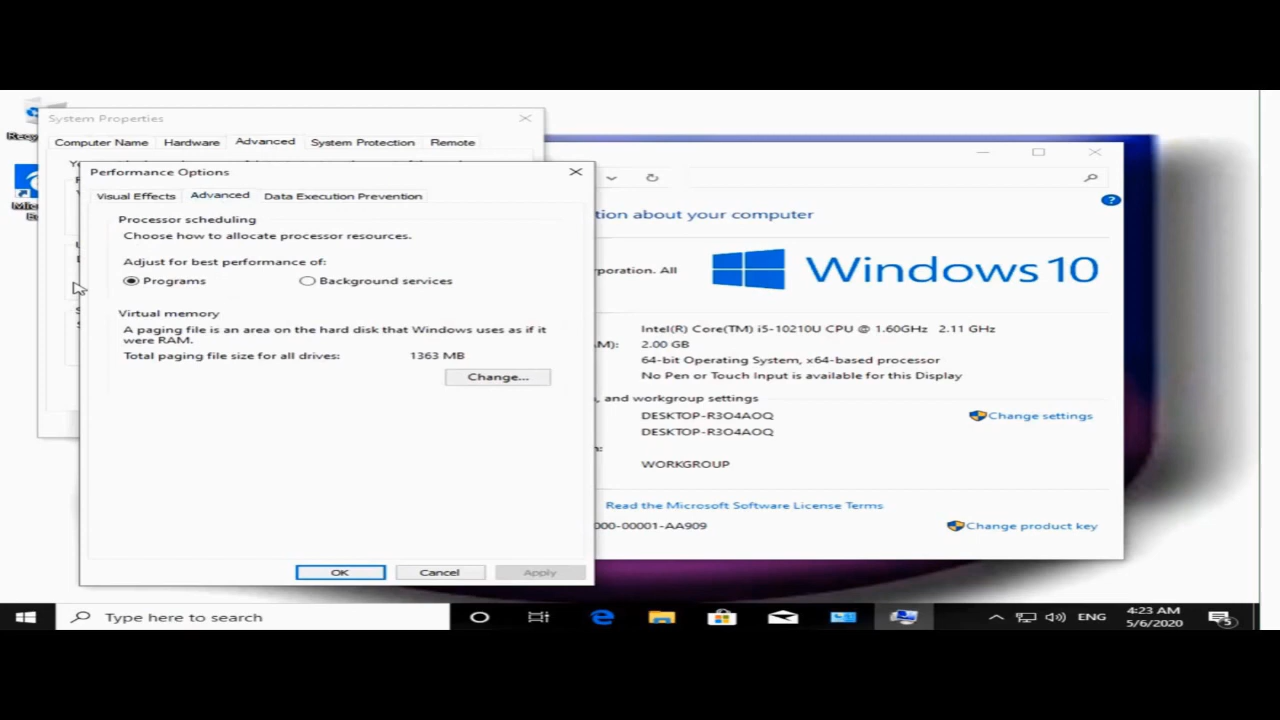 System Properties
Computer Name Hardware Advanced System Protection Remote
Performance Options
Visual Effects Advanced Data Execution Prevention
Processor scheduling
Choose how to allocate processor resources.
Adjust for best performance of:
Programs Background services
Virtual memory
A paging file is an area on the hard disk that Windows uses as if it
were RAM.
Total paging file size for all drives: 1363 MB
Change...
OK Cancel Apply
tion about your computer
rporation. All
Windows 10
Intel(R) Core(TM) i5-10210U CPU @ 1.60GHz 2.11 GHz
M): 2.00 GB
64-bit Operating System, x64-based processor
No Pen or Touch Input is available for this Display
, and workgroup settings
DESKTOP-R3O4AOQ Change settings
DESKTOP-R3O4AOQ
n:
WORKGROUP
Read the Microsoft Software License Terms
000-00001-AA909 Change product key
Type here to search
ENG
4:23 AM
5/6/2020
5